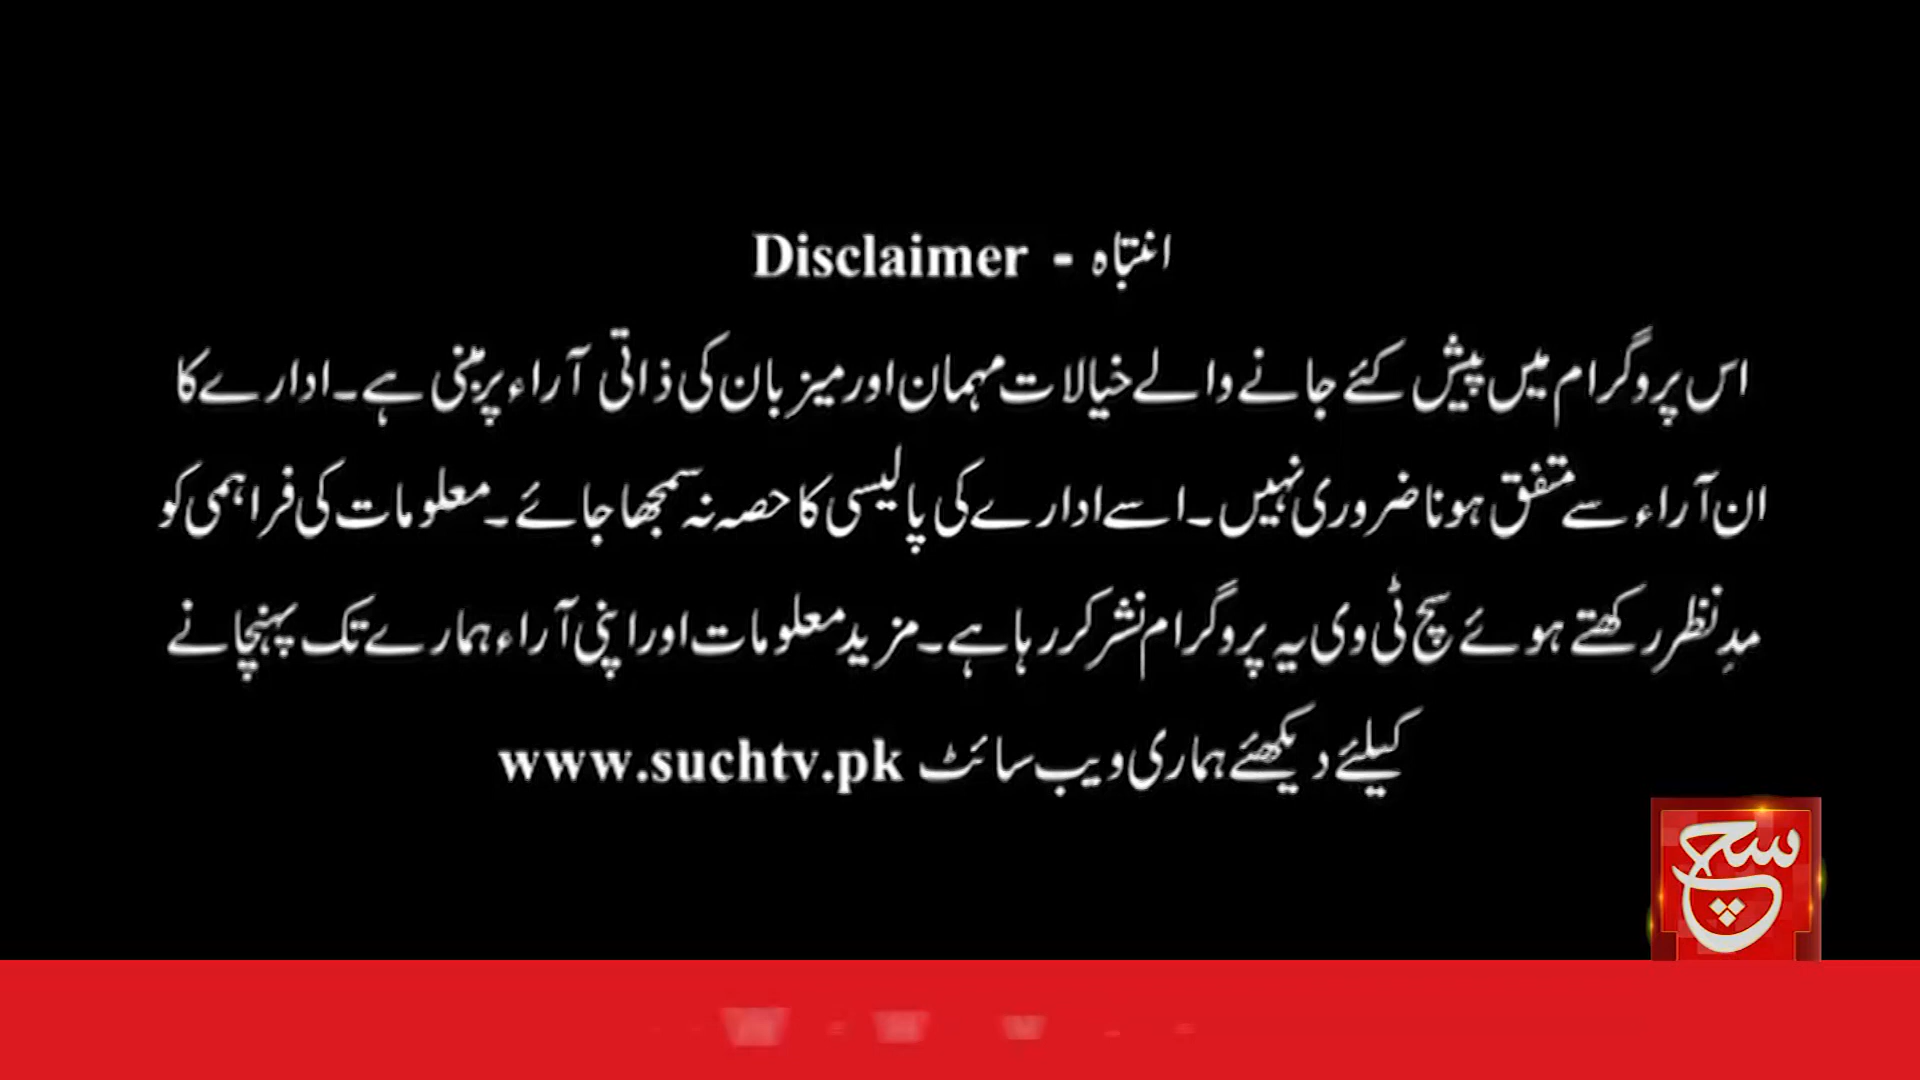 انتباہ - Disclaimer
اس پروگرام میں پیش کئے جانے والے خیالات مہمان اور میزبان کی ذاتی آراء پر مبنی ہے۔ ادارے کا
ان آراء سے متفق ہونا ضروری نہیں۔ اسے ادارے کی پالیسی کا حصہ نہ سمجھا جائے۔ معلومات کی فراہمی کو
مدِنظر رکھتے ہوئے سچ ٹی وی یہ پروگرام نشر کر رہا ہے۔ مزید معلومات اور اپنی آراء ہمارے تک پہنچانے
کیلئے دیکھئے ہماری ویب سائٹ www.suchtv.pk
سچ